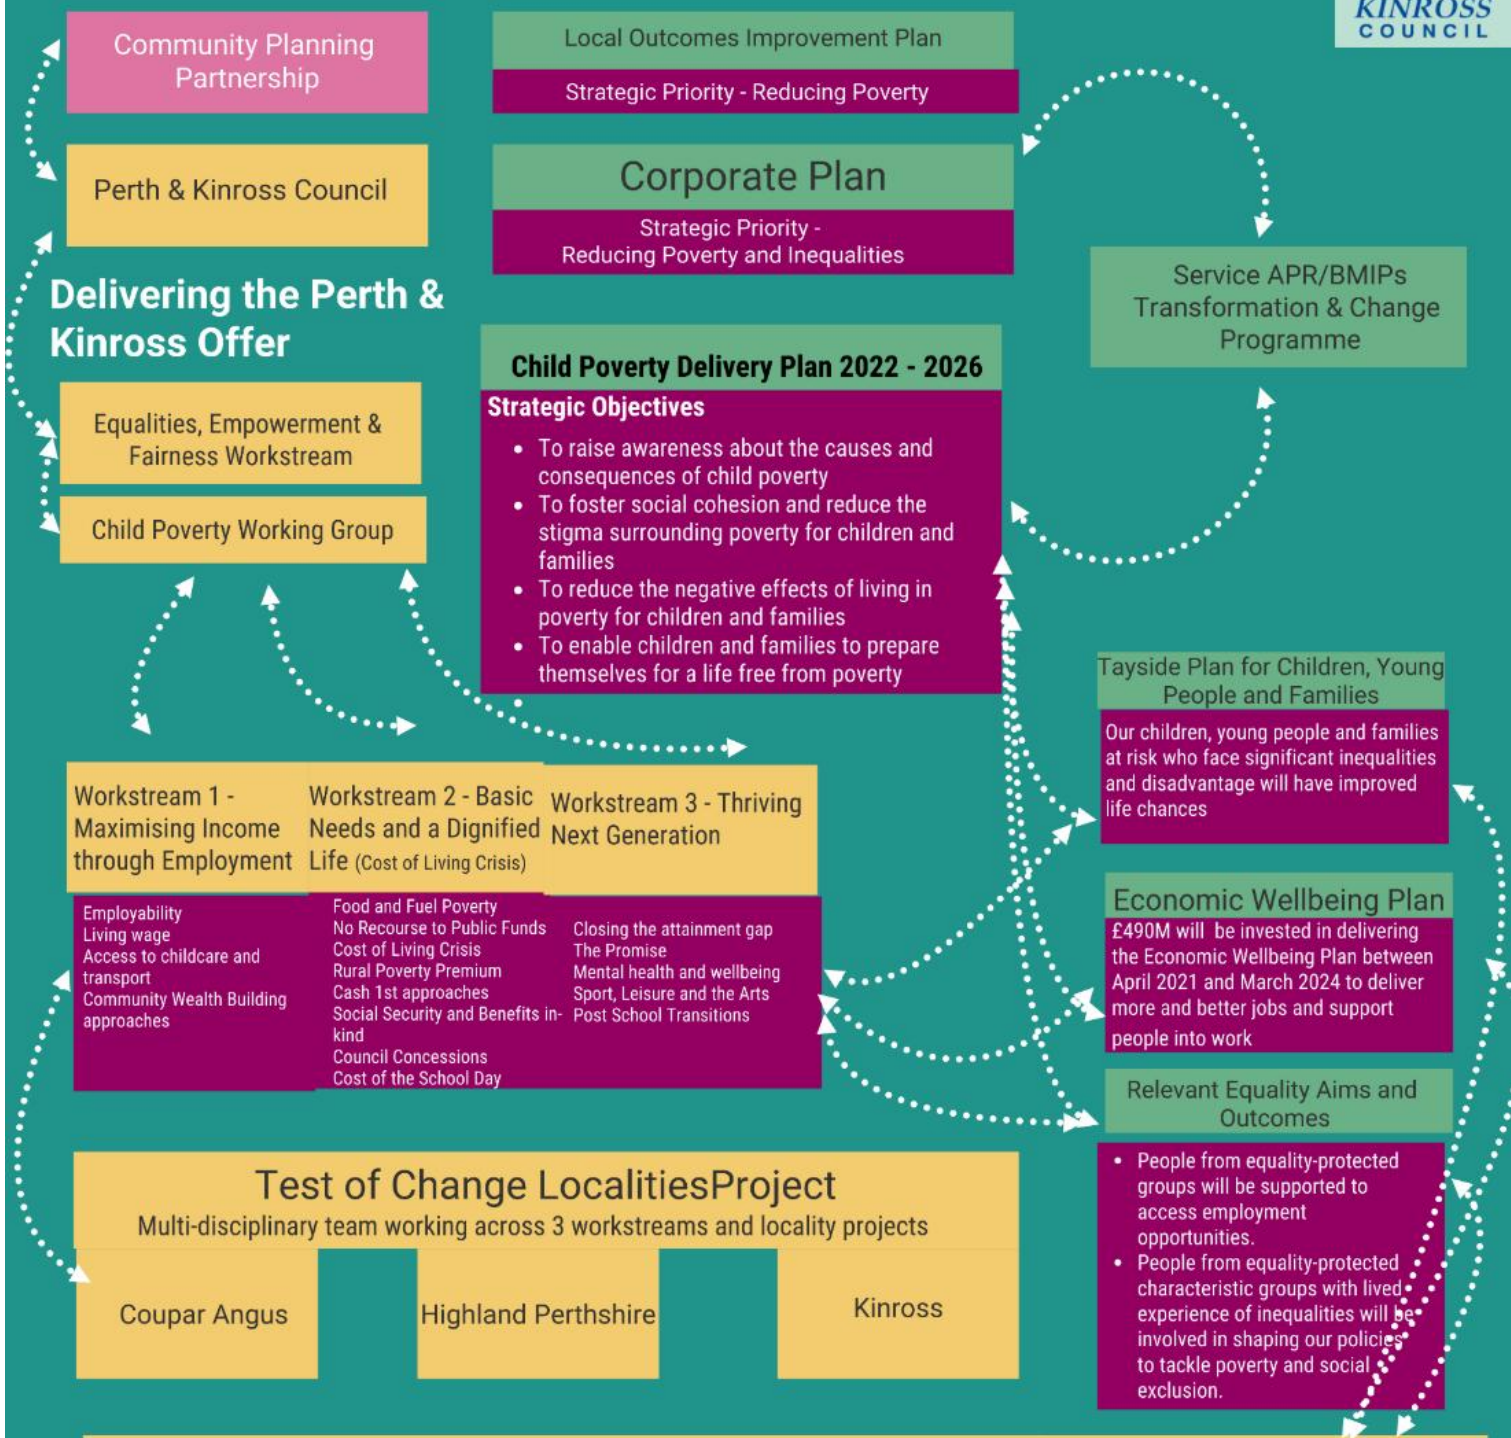 KINROSS
COUNCIL
Community Planning
Partnership
Local Outcomes Improvement Plan
Strategic Priority - Reducing Poverty
Perth & Kinross Council
Corporate Plan
Strategic Priority -
Reducing Poverty and Inequalities
Service APR/BMIPs
Transformation & Change
Programme
Delivering the Perth &
Kinross Offer
Equalities, Empowerment &
Fairness Workstream
Child Poverty Working Group
Child Poverty Delivery Plan 2022 - 2026
Strategic Objectives
• To raise awareness about the causes and
consequences of child poverty
• To foster social cohesion and reduce the
stigma surrounding poverty for children and
families
• To reduce the negative effects of living in
poverty for children and families
• To enable children and families to prepare
themselves for a life free from poverty
Tayside Plan for Children, Young
People and Families
Our children, young people and families
at risk who face significant inequalities
and disadvantage will have improved
life chances
Workstream 1 -
Maximising Income
through Employment
Employability
Living wage
Access to childcare and
transport
Community Wealth Building
approaches
Workstream 2 - Basic
Needs and a Dignified
Life (Cost of Living Crisis)
Food and Fuel Poverty
No Recourse to Public Funds
Cost of Living Crisis
Rural Poverty Premium
Cash 1st approaches
Social Security and Benefits in-
kind
Council Concessions
Cost of the School Day
Workstream 3 - Thriving
Next Generation
Closing the attainment gap
The Promise
Mental health and wellbeing
Sport, Leisure and the Arts
Post School Transitions
Economic Wellbeing Plan
£490M will be invested in delivering
the Economic Wellbeing Plan between
April 2021 and March 2024 to deliver
more and better jobs and support
people into work
Relevant Equality Aims and
Outcomes
• People from equality-protected
groups will be supported to
access employment
opportunities.
• People from equality-protected
characteristic groups with lived
experience of inequalities will be
involved in shaping our policies
to tackle poverty and social
exclusion.
Test of Change LocalitiesProject
Multi-disciplinary team working across 3 workstreams and locality projects
Coupar Angus
Highland Perthshire
Kinross